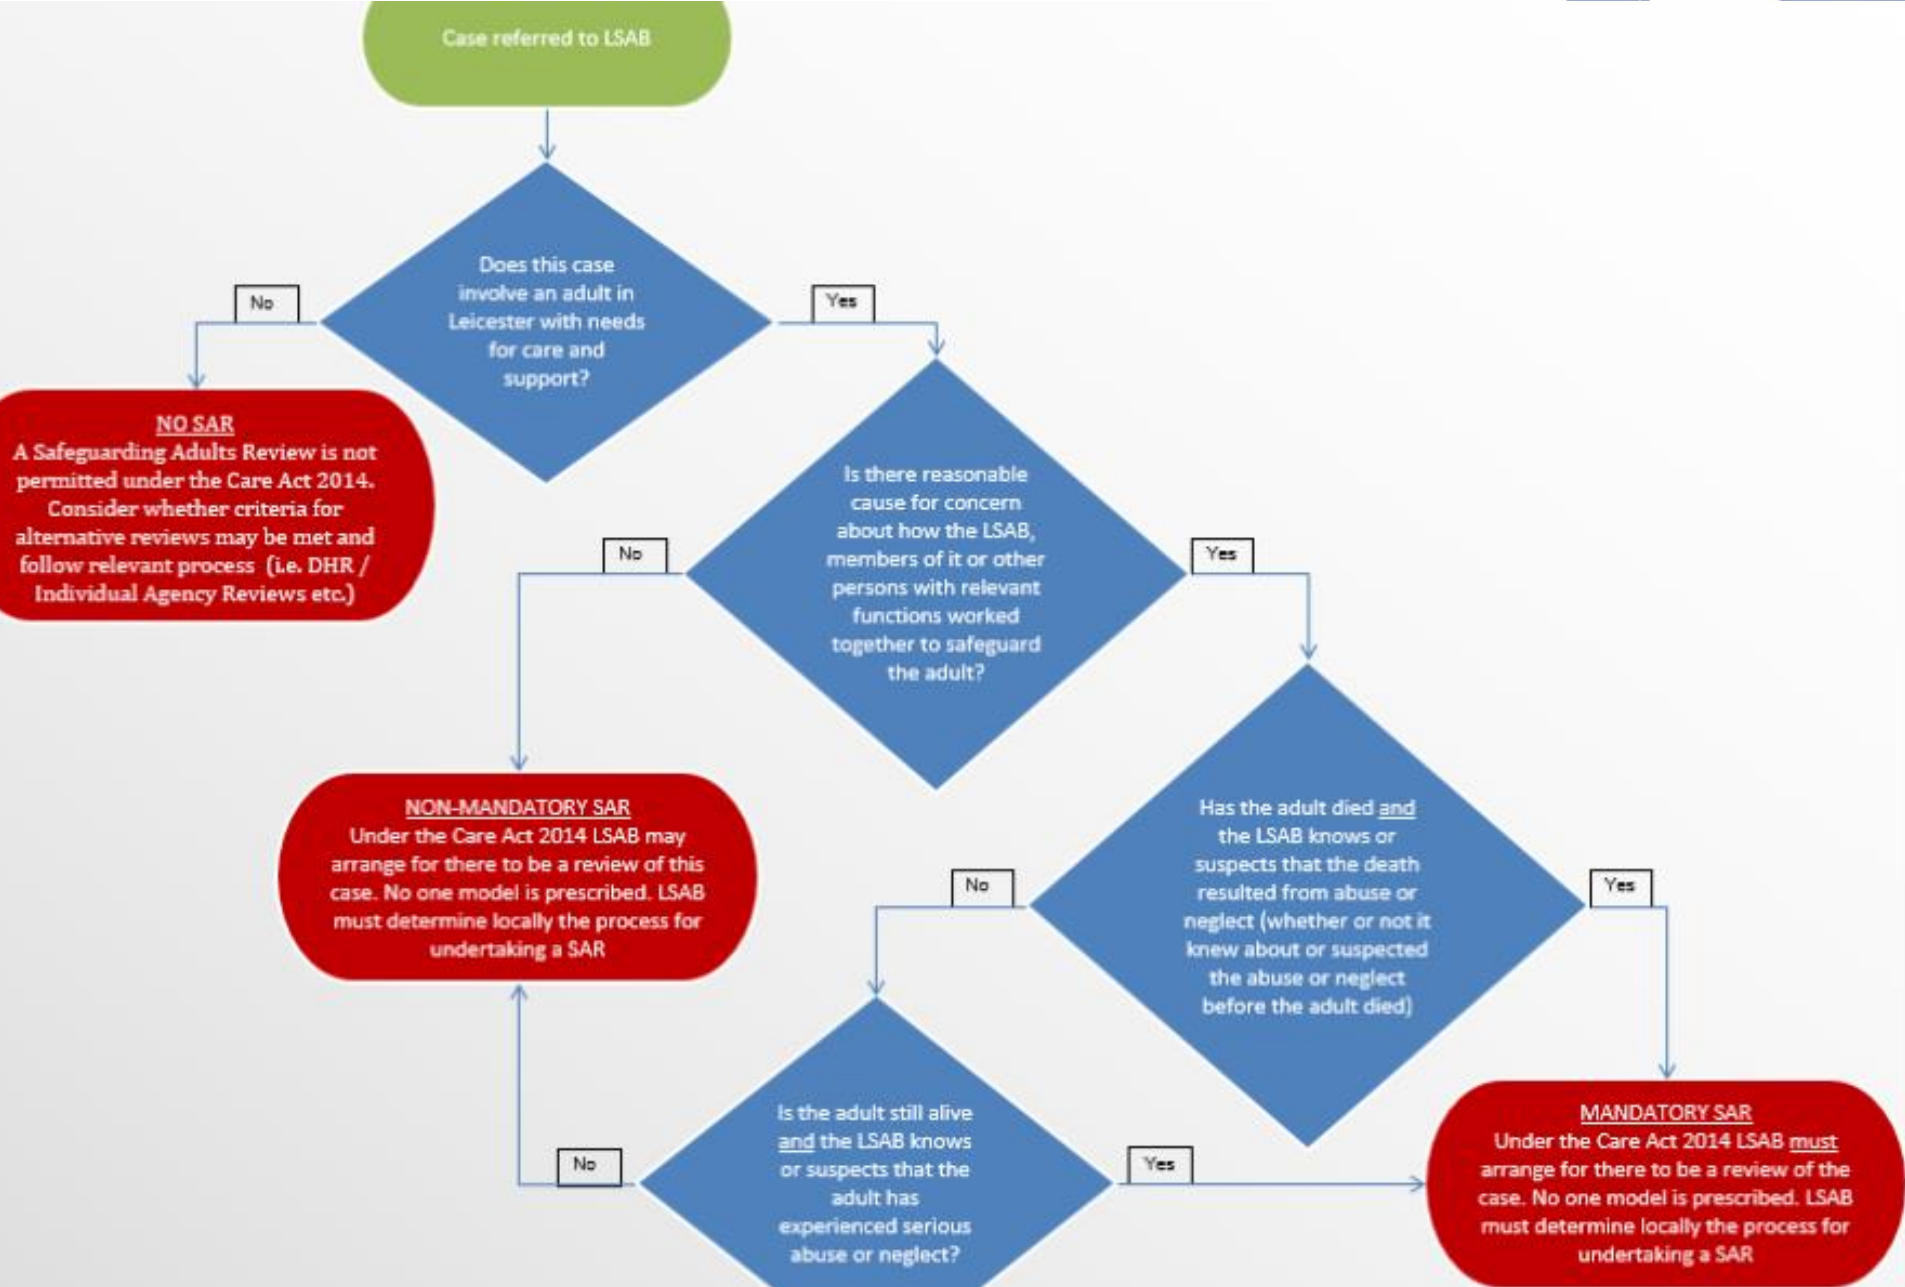 Case referred to LSAB
Does this case
involve an adult in
Leicester with needs
for care and
support?
No
Yes
NO SAR
A Safeguarding Adults Review is not
permitted under the Care Act 2014.
Consider whether criteria for
alternative reviews may be met and
follow relevant process (i.e. DHR /
Individual Agency Reviews etc.)
Is there reasonable
cause for concern
about how the LSAB,
members of it or other
persons with relevant
functions worked
together to safeguard
the adult?
No
Yes
NON-MANDATORY SAR
Under the Care Act 2014 LSAB may
arrange for there to be a review of this
case. No one model is prescribed. LSAB
must determine locally the process for
undertaking a SAR
Has the adult died and
the LSAB knows or
suspects that the death
resulted from abuse or
neglect (whether or not it
knew about or suspected
the abuse or neglect
before the adult died)
No
Yes
Is the adult still alive
and the LSAB knows
or suspects that the
adult has
experienced serious
abuse or neglect?
No
Yes
MANDATORY SAR
Under the Care Act 2014 LSAB must
arrange for there to be a review of the
case. No one model is prescribed. LSAB
must determine locally the process for
undertaking a SAR